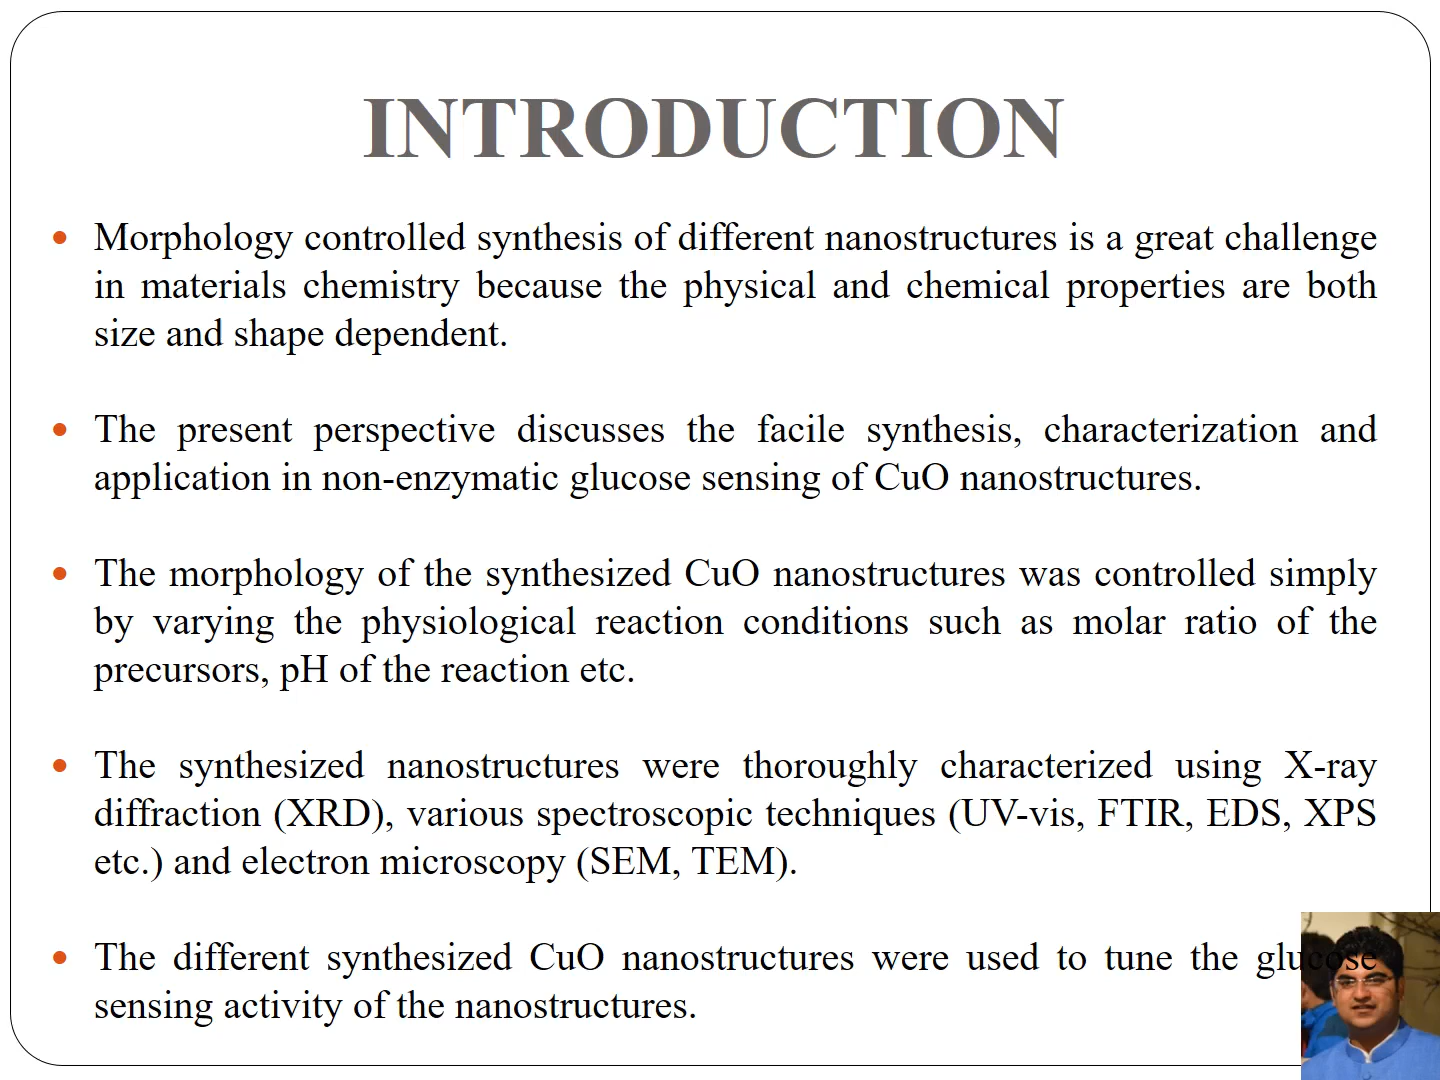 INTRODUCTION
• Morphology controlled synthesis of different nanostructures is a great challenge
in materials chemistry because the physical and chemical properties are both
size and shape dependent.
• The present perspective discusses the facile synthesis, characterization and
application in non-enzymatic glucose sensing of CuO nanostructures.
• The morphology of the synthesized CuO nanostructures was controlled simply
by varying the physiological reaction conditions such as molar ratio of the
precursors, pH of the reaction etc.
• The synthesized nanostructures were thoroughly characterized using X-ray
diffraction (XRD), various spectroscopic techniques (UV-vis, FTIR, EDS, XPS
etc.) and electron microscopy (SEM, TEM).
• The different synthesized CuO nanostructures were used to tune the glucose
sensing activity of the nanostructures.